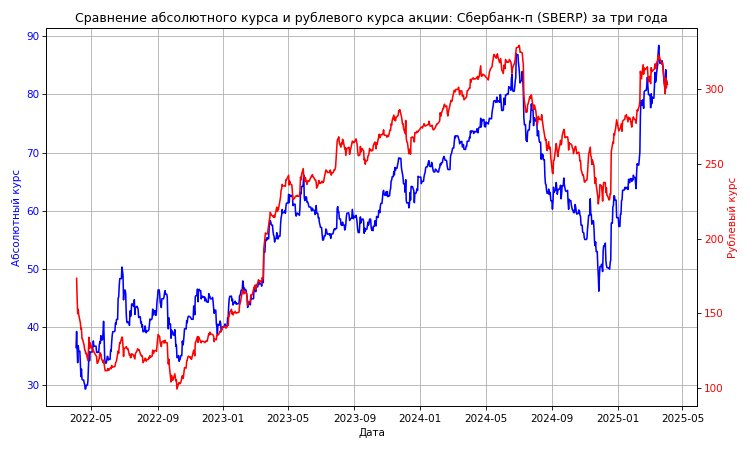 Сравнение абсолютного курса и рублевого курса акции: Сбербанк-п (SBERP) за три года
Абсолютный курс
90
80
70
60
50
40
30
300
250
200
150
100
Рублевый курс
2022-05 2022-09 2023-01 2023-05 2023-09 2024-01 2024-05 2024-09 2025-01 2025-05
Дата